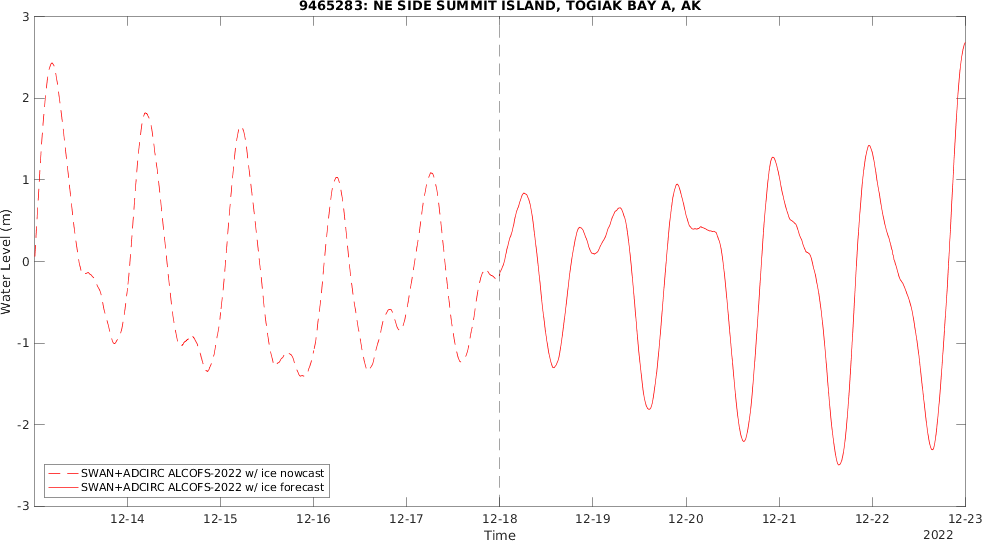 9465283: NE SIDE SUMMIT ISLAND, TOGIAK BAY A, AK
3
2
1
0
-1
-2
-3
Water Level (m)
SWAN+ADCIRC ALCOFS-2022 w/ ice nowcast
SWAN+ADCIRC ALCOFS-2022 w/ ice forecast
12-14 12-15 12-16 12-17 12-18 12-19 12-20 12-21 12-22 12-23
Time
2022